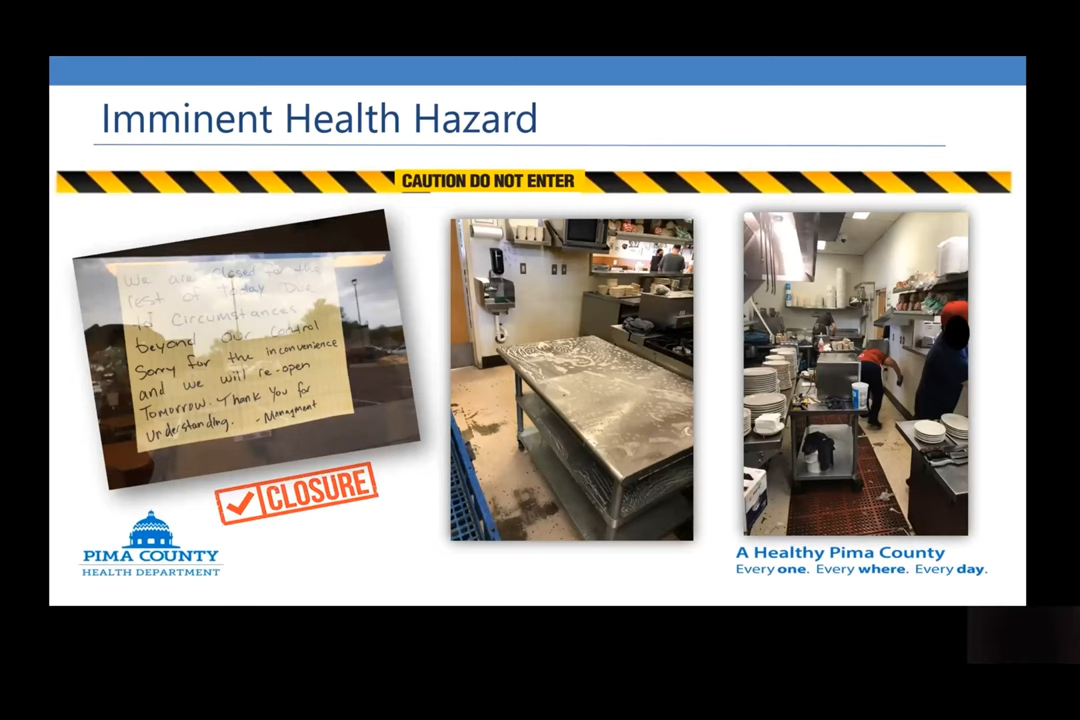 Imminent Health Hazard
CAUTION DO NOT ENTER
We are closed for the
rest of Today Due
to Circumstances
beyond our control
Sorry for the inconvenience
and we will re-open
Tomorrow. Thank You for
understanding. - Managment
CLOSURE
PIMA COUNTY
HEALTH DEPARTMENT
A Healthy Pima County
Every one. Every where. Every day.